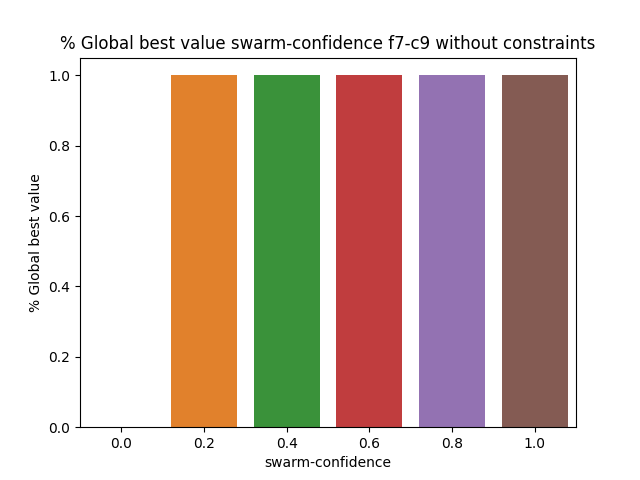 % Global best value swarm-confidence f7-c9 without constraints
% Global best value
1.0
0.8
0.6
0.4
0.2
0.0
0.0 0.2 0.4 0.6 0.8 1.0
swarm-confidence